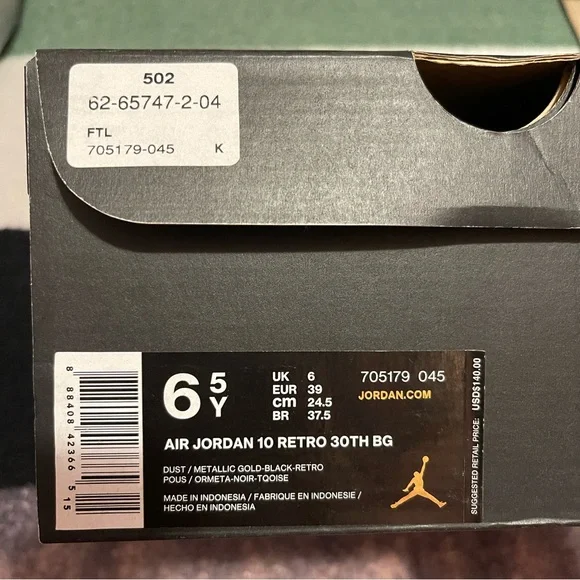 502
62-65747-2-04
FTL
705179-045 K
6 5Y
UK 6
EUR 39
cm 24.5
BR 37.5
705179 045
JORDAN.COM
AIR JORDAN 10 RETRO 30TH BG
DUST / METALLIC GOLD-BLACK-RETRO
POUS / ORMETA-NOIR-TQOISE
MADE IN INDONESIA / FABRIQUE EN INDONESIE /
HECHO EN INDONESIA
SUGGESTED RETAIL PRICE: USD$140.00
8 88408 42366 5 15